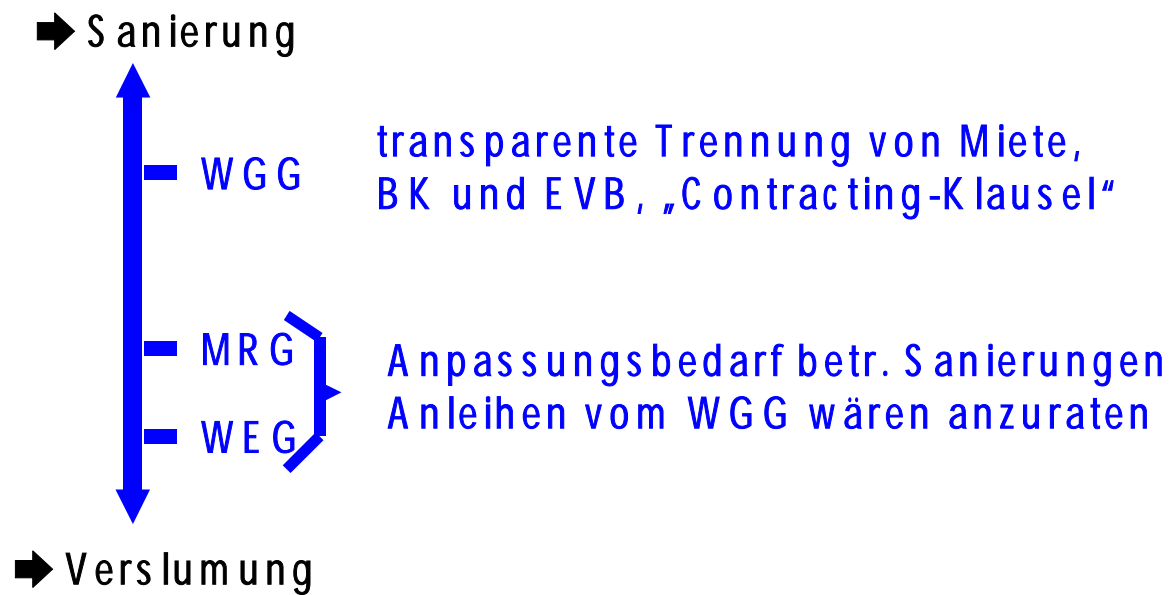 Sanierung
WGG
transparente Trennung von Miete,
BK und EVB, „Contracting-Klausel“
MRG
WEG
Anpassungsbedarf betr. Sanierungen
Anleihen vom WGG wären anzuraten
Verslumung